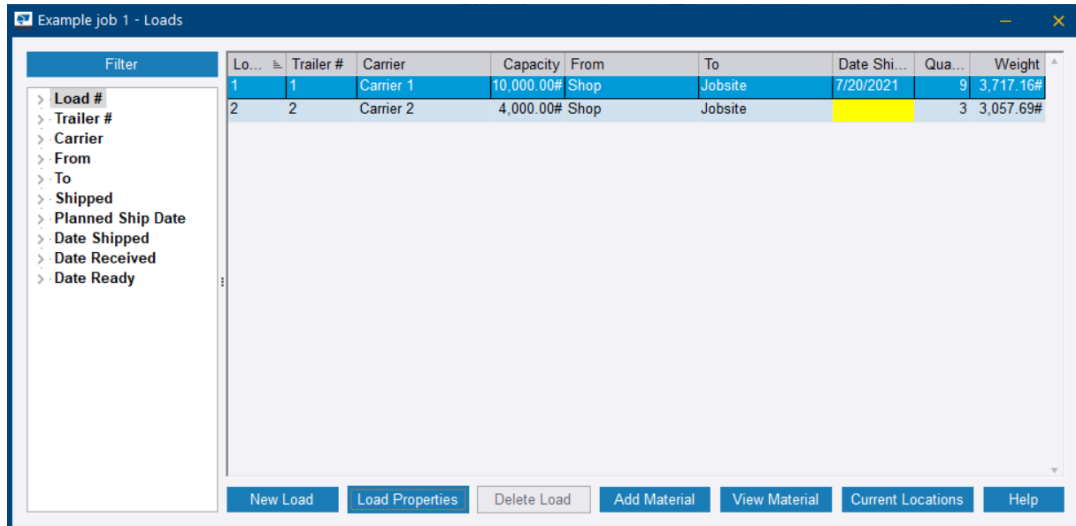 Example job 1 - Loads
Filter
Load #
Trailer #
Carrier
From
To
Shipped
Planned Ship Date
Date Shipped
Date Received
Date Ready
Lo... Trailer # Carrier Capacity From To Date Shi... Qua... Weight
1 1 Carrier 1 10,000.00# Shop Jobsite 7/20/2021 9 3,717.16#
2 2 Carrier 2 4,000.00# Shop Jobsite 3 3,057.69#
New Load Load Properties Delete Load Add Material View Material Current Locations Help